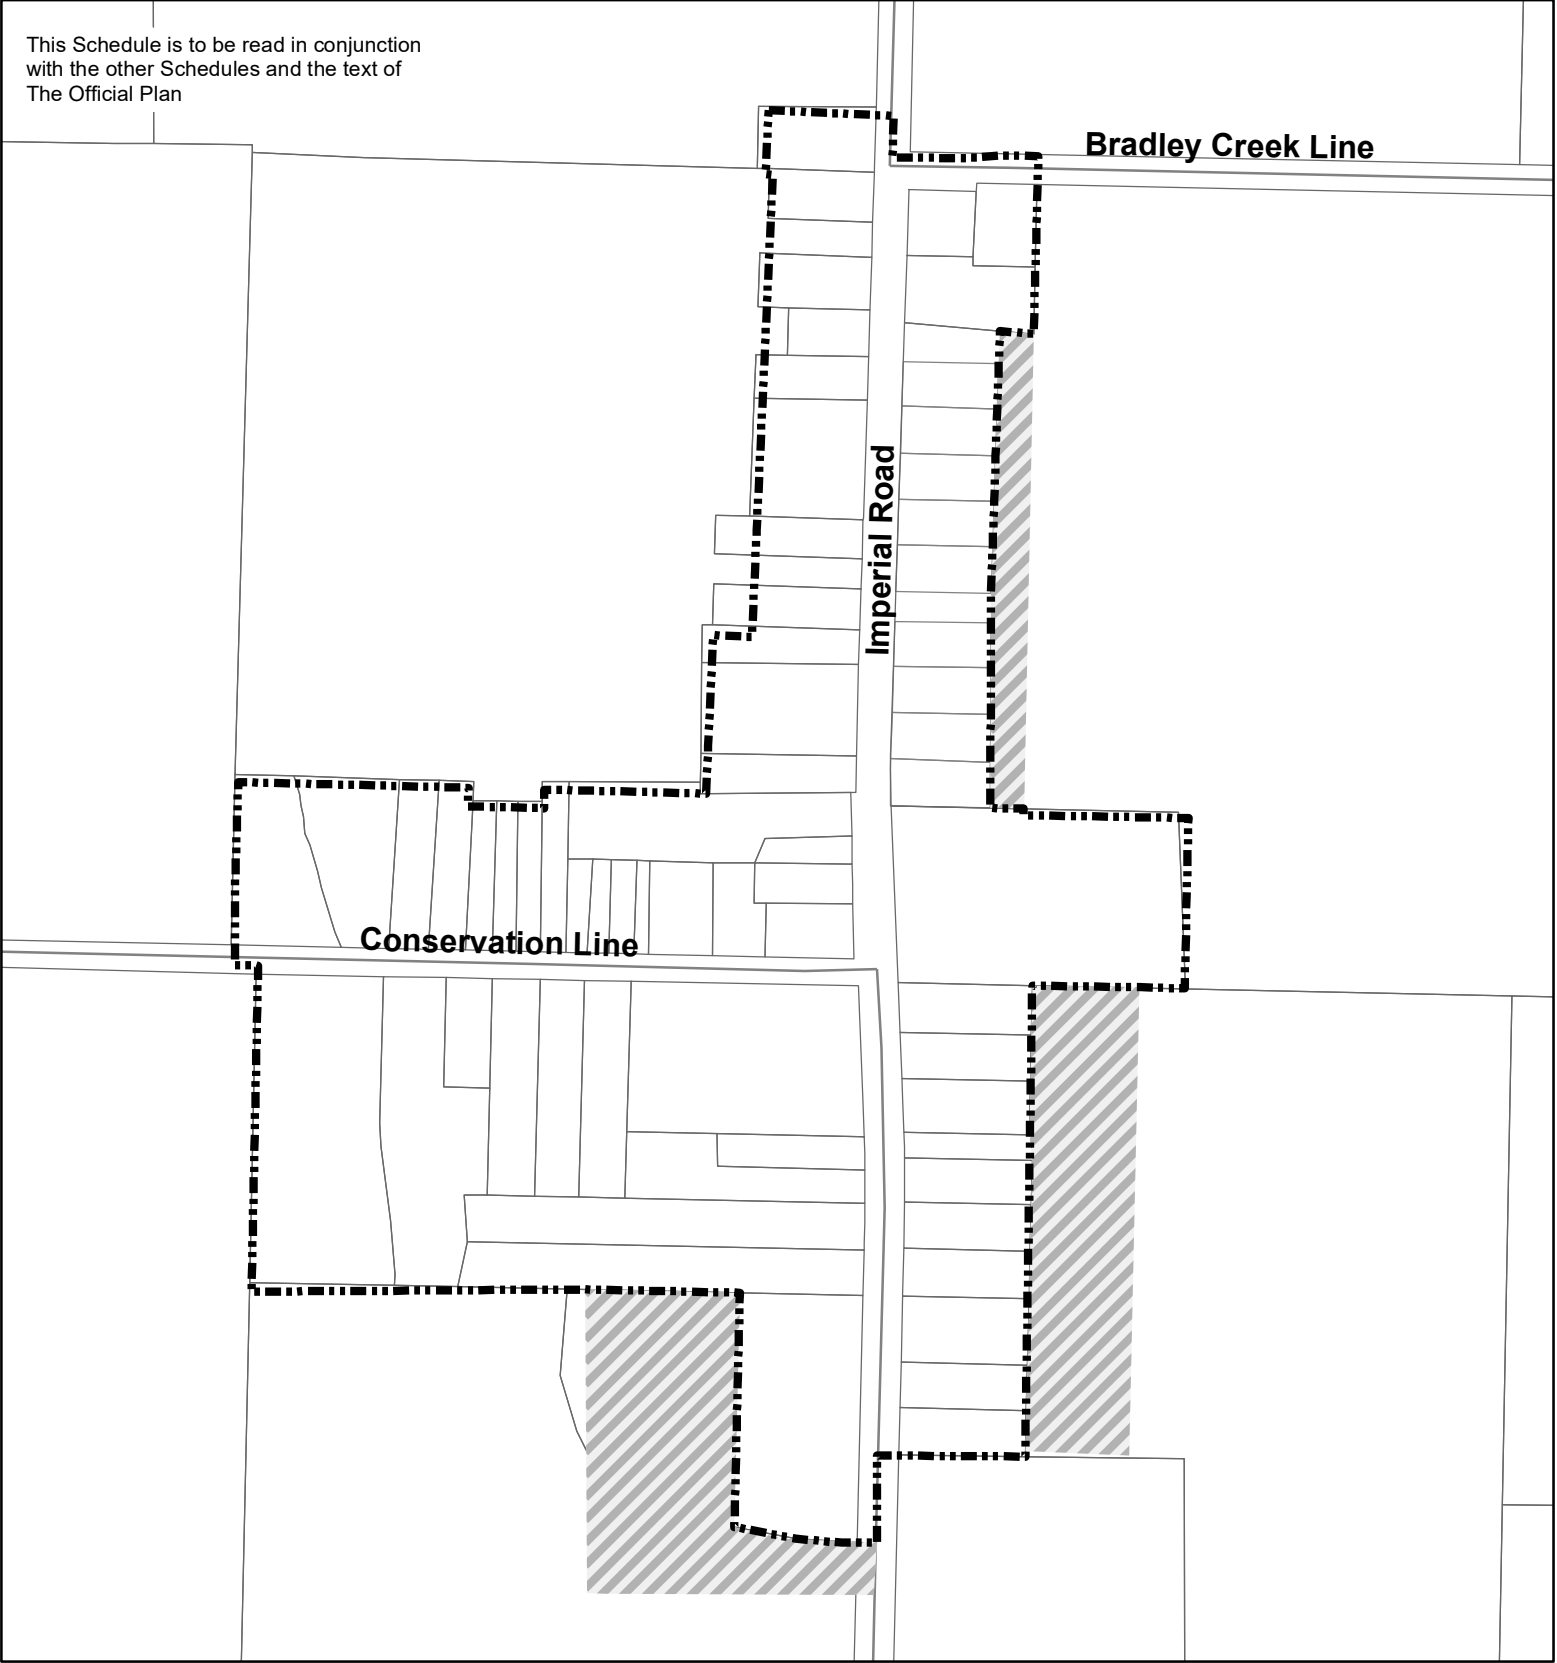 This Schedule is to be read in conjunction
with the other Schedules and the text of
The Official Plan
Bradley Creek Line
Imperial Road
Conservation Line